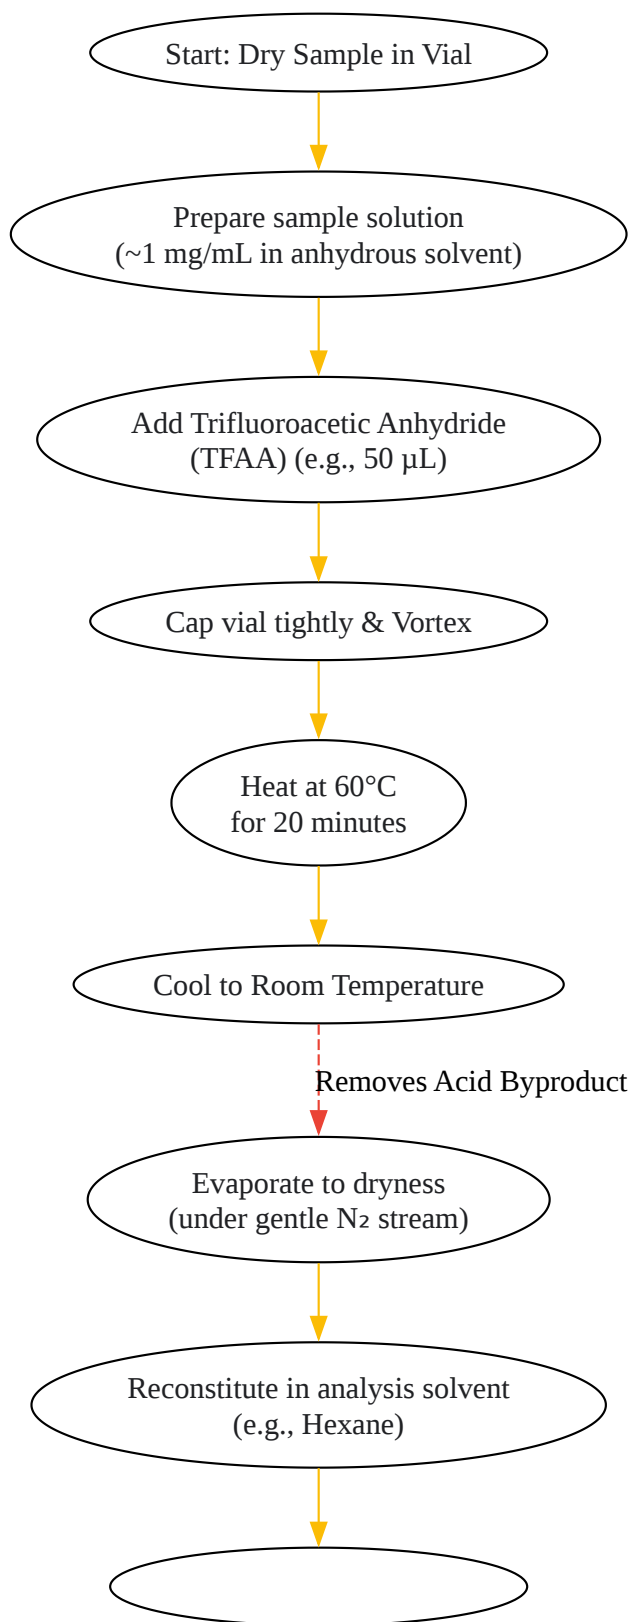 Start: Dry Sample in Vial
Prepare sample solution
(~1 mg/mL in anhydrous solvent)
Add Trifluoroacetic Anhydride
(TFAA) (e.g., 50 µL)
Cap vial tightly & Vortex
Heat at 60°C
for 20 minutes
Cool to Room Temperature
Removes Acid Byproduct
Evaporate to dryness
(under gentle N₂ stream)
Reconstitute in analysis solvent
(e.g., Hexane)